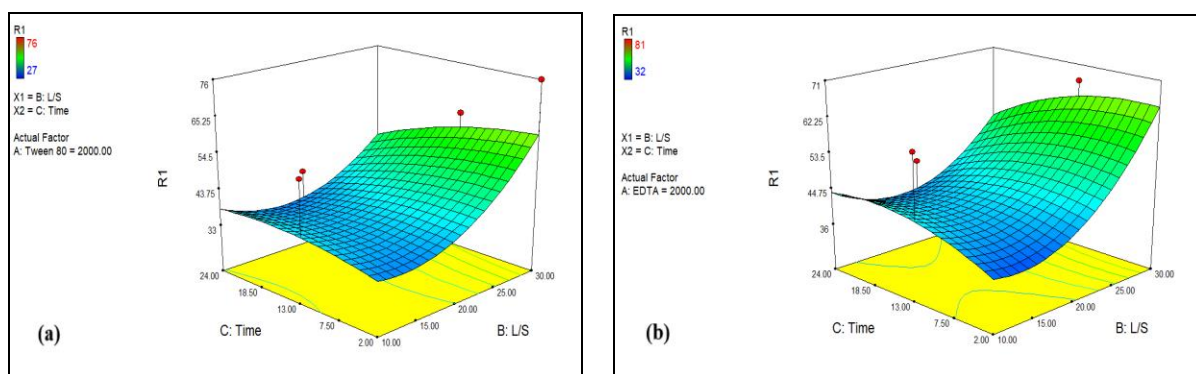 R1
76
27
X1 = B: L/S
X2 = C: Time
Actual Factor
A: Tween 80 = 2000.00
76
65.25
54.5
43.75
33
R1
24.00
18.50
13.00
7.50
2.00
C: Time
10.00
15.00
20.00
25.00
30.00
B: L/S
(a)
R1
81
32
X1 = B: L/S
X2 = C: Time
Actual Factor
A: EDTA = 2000.00
71
62.25
53.5
44.75
36
R1
24.00
18.50
13.00
7.50
2.00
C: Time
10.00
15.00
20.00
25.00
30.00
B: L/S
(b)